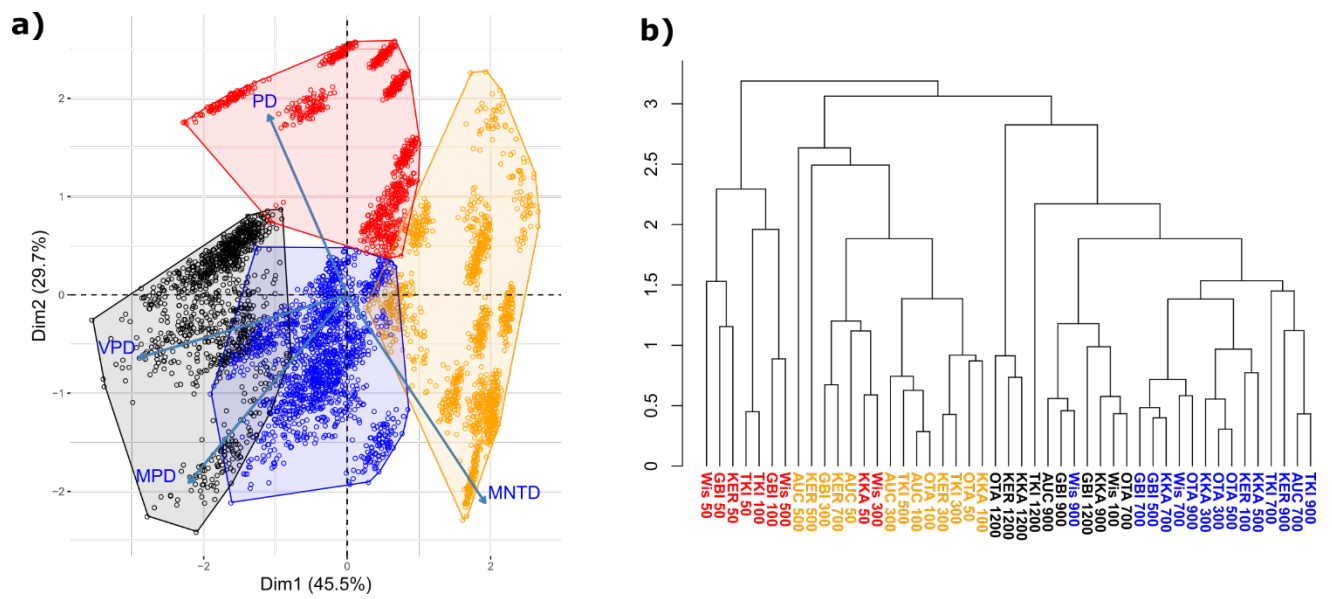 a)
2
1
0
−1
−2
Dim2 (29.7%)
PD
VPD
MPD
MNTD
−2
0
2
Dim1 (45.5%)
b)
3
2.5
2
1.5
1
0.5
0
Wis 50
GBI 50
KER 50
TKI 50
TKI 100
GBI 100
Wis 500
AUC 500
KER 500
GBI 300
KER 700
AUC 50
KKA 50
Wis 300
AUC 300
TKI 500
AUC 100
OTA 100
KER 300
TKI 300
OTA 50
KKA 100
OTA 1200
KER 1200
KKA 1200
TKI 1200
AUC 900
GBI 900
Wis 900
GBI 1200
KKA 900
Wis 100
OTA 700
GBI 700
GBI 500
KKA 700
Wis 700
OTA 900
KKA 300
OTA 300
OTA 500
KER 100
KKA 500
TKI 700
KER 900
AUC 700
TKI 900